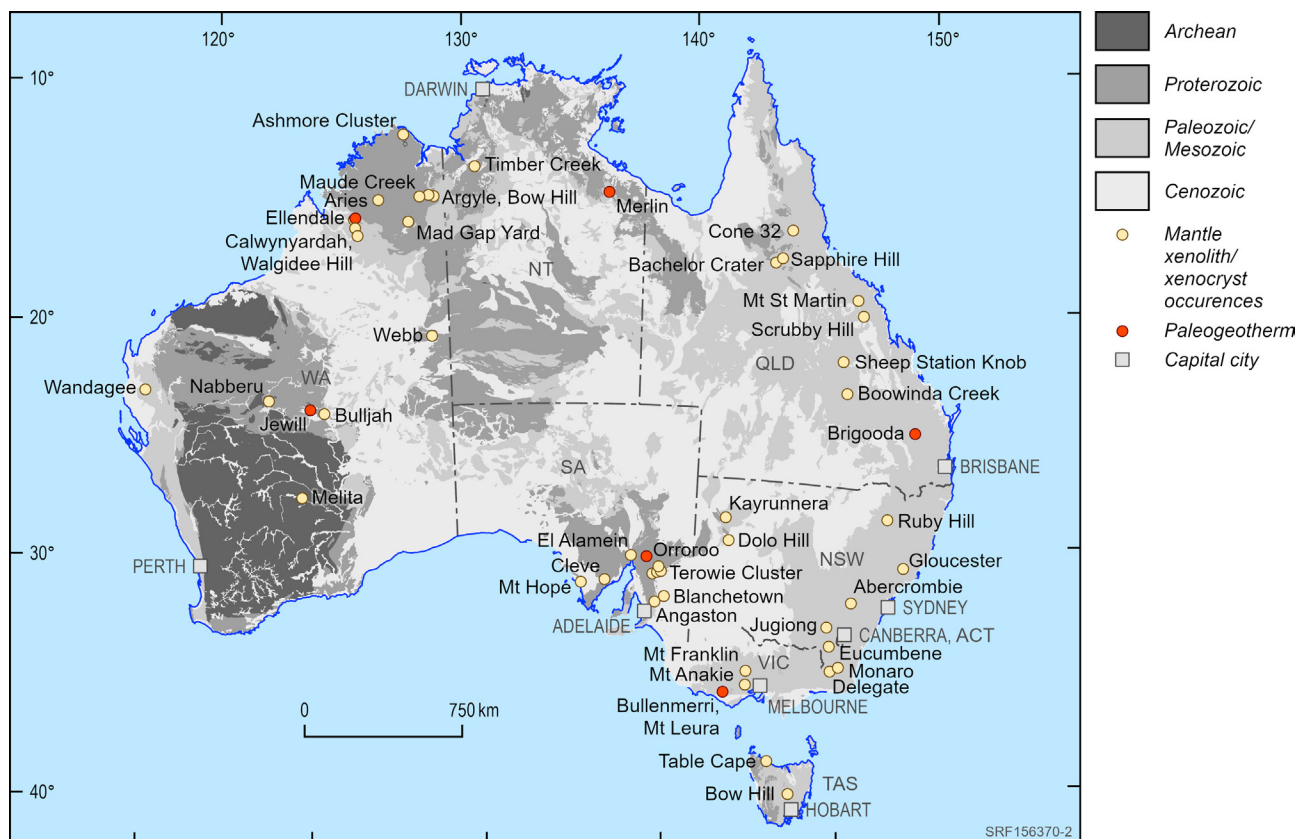 120°
130°
140°
150°
10°
20°
30°
40°
DARWIN
Ashmore Cluster
Timber Creek
Maude Creek
Aries
Argyle, Bow Hill
Merlin
Ellendale
Mad Gap Yard
Cone 32
Calwynyardah,
Walgidee Hill
NT
Bachelor Crater
Sapphire Hill
Mt St Martin
Scrubby Hill
Webb
QLD
Sheep Station Knob
Wandagee
Nabberu
WA
Boowinda Creek
Jewill
Bulljah
Brigooda
SA
BRISBANE
Melita
Kayrunnera
Ruby Hill
El Alamein
Orroroo
Dolo Hill
NSW
PERTH
Cleve
Terowie Cluster
Gloucester
Mt Hope
Abercrombie
Blanchetown
SYDNEY
ADELAIDE
Angaston
Jugiong
CANBERRA, ACT
Mt Franklin
VIC
Eucumbene
Mt Anakie
Monaro
Delegate
Bullenmerri,
Mt Leura
MELBOURNE
0
750 km
Table Cape
TAS
Bow Hill
HOBART
SRF156370-2
Archean
Proterozoic
Paleozoic/
Mesozoic
Cenozoic
Mantle
xenolith/
xenocryst
occurences
Paleogeotherm
Capital city